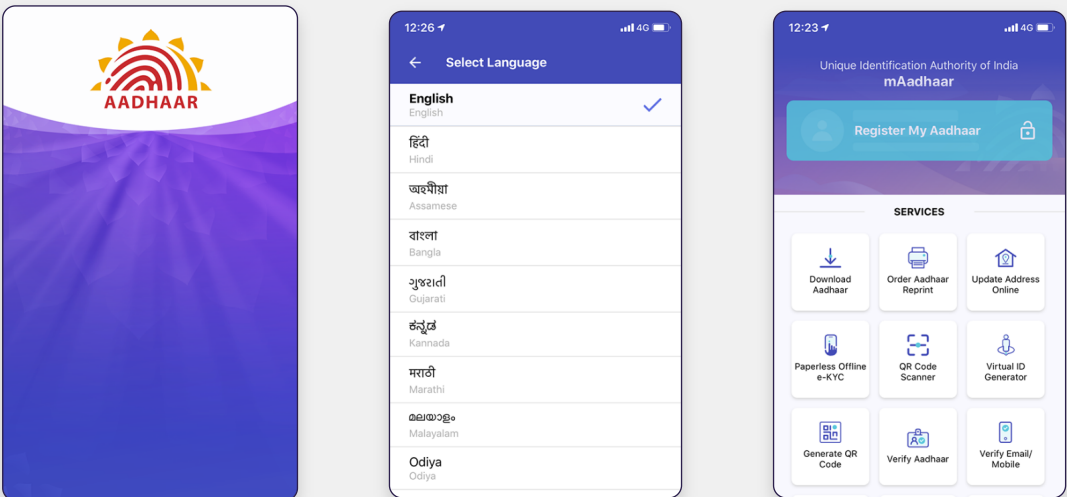 AADHAAR
12:26
4G
Select Language
English
English
हिंदी
Hindi
অহমীয়া
Assamese
বাংলা
Bangla
ગુજરાતી
Gujarati
ಕನ್ನಡ
Kannada
मराठी
Marathi
മലയാളം
Malayalam
Odiya
Odiya
12:23
4G
Unique Identification Authority of India
mAadhaar
Register My Aadhaar
SERVICES
Download
Aadhaar
Order Aadhaar
Reprint
Update Address
Online
Paperless Offline
e-KYC
QR Code
Scanner
Virtual ID
Generator
Generate QR
Code
Verify Aadhaar
Verify Email/
Mobile